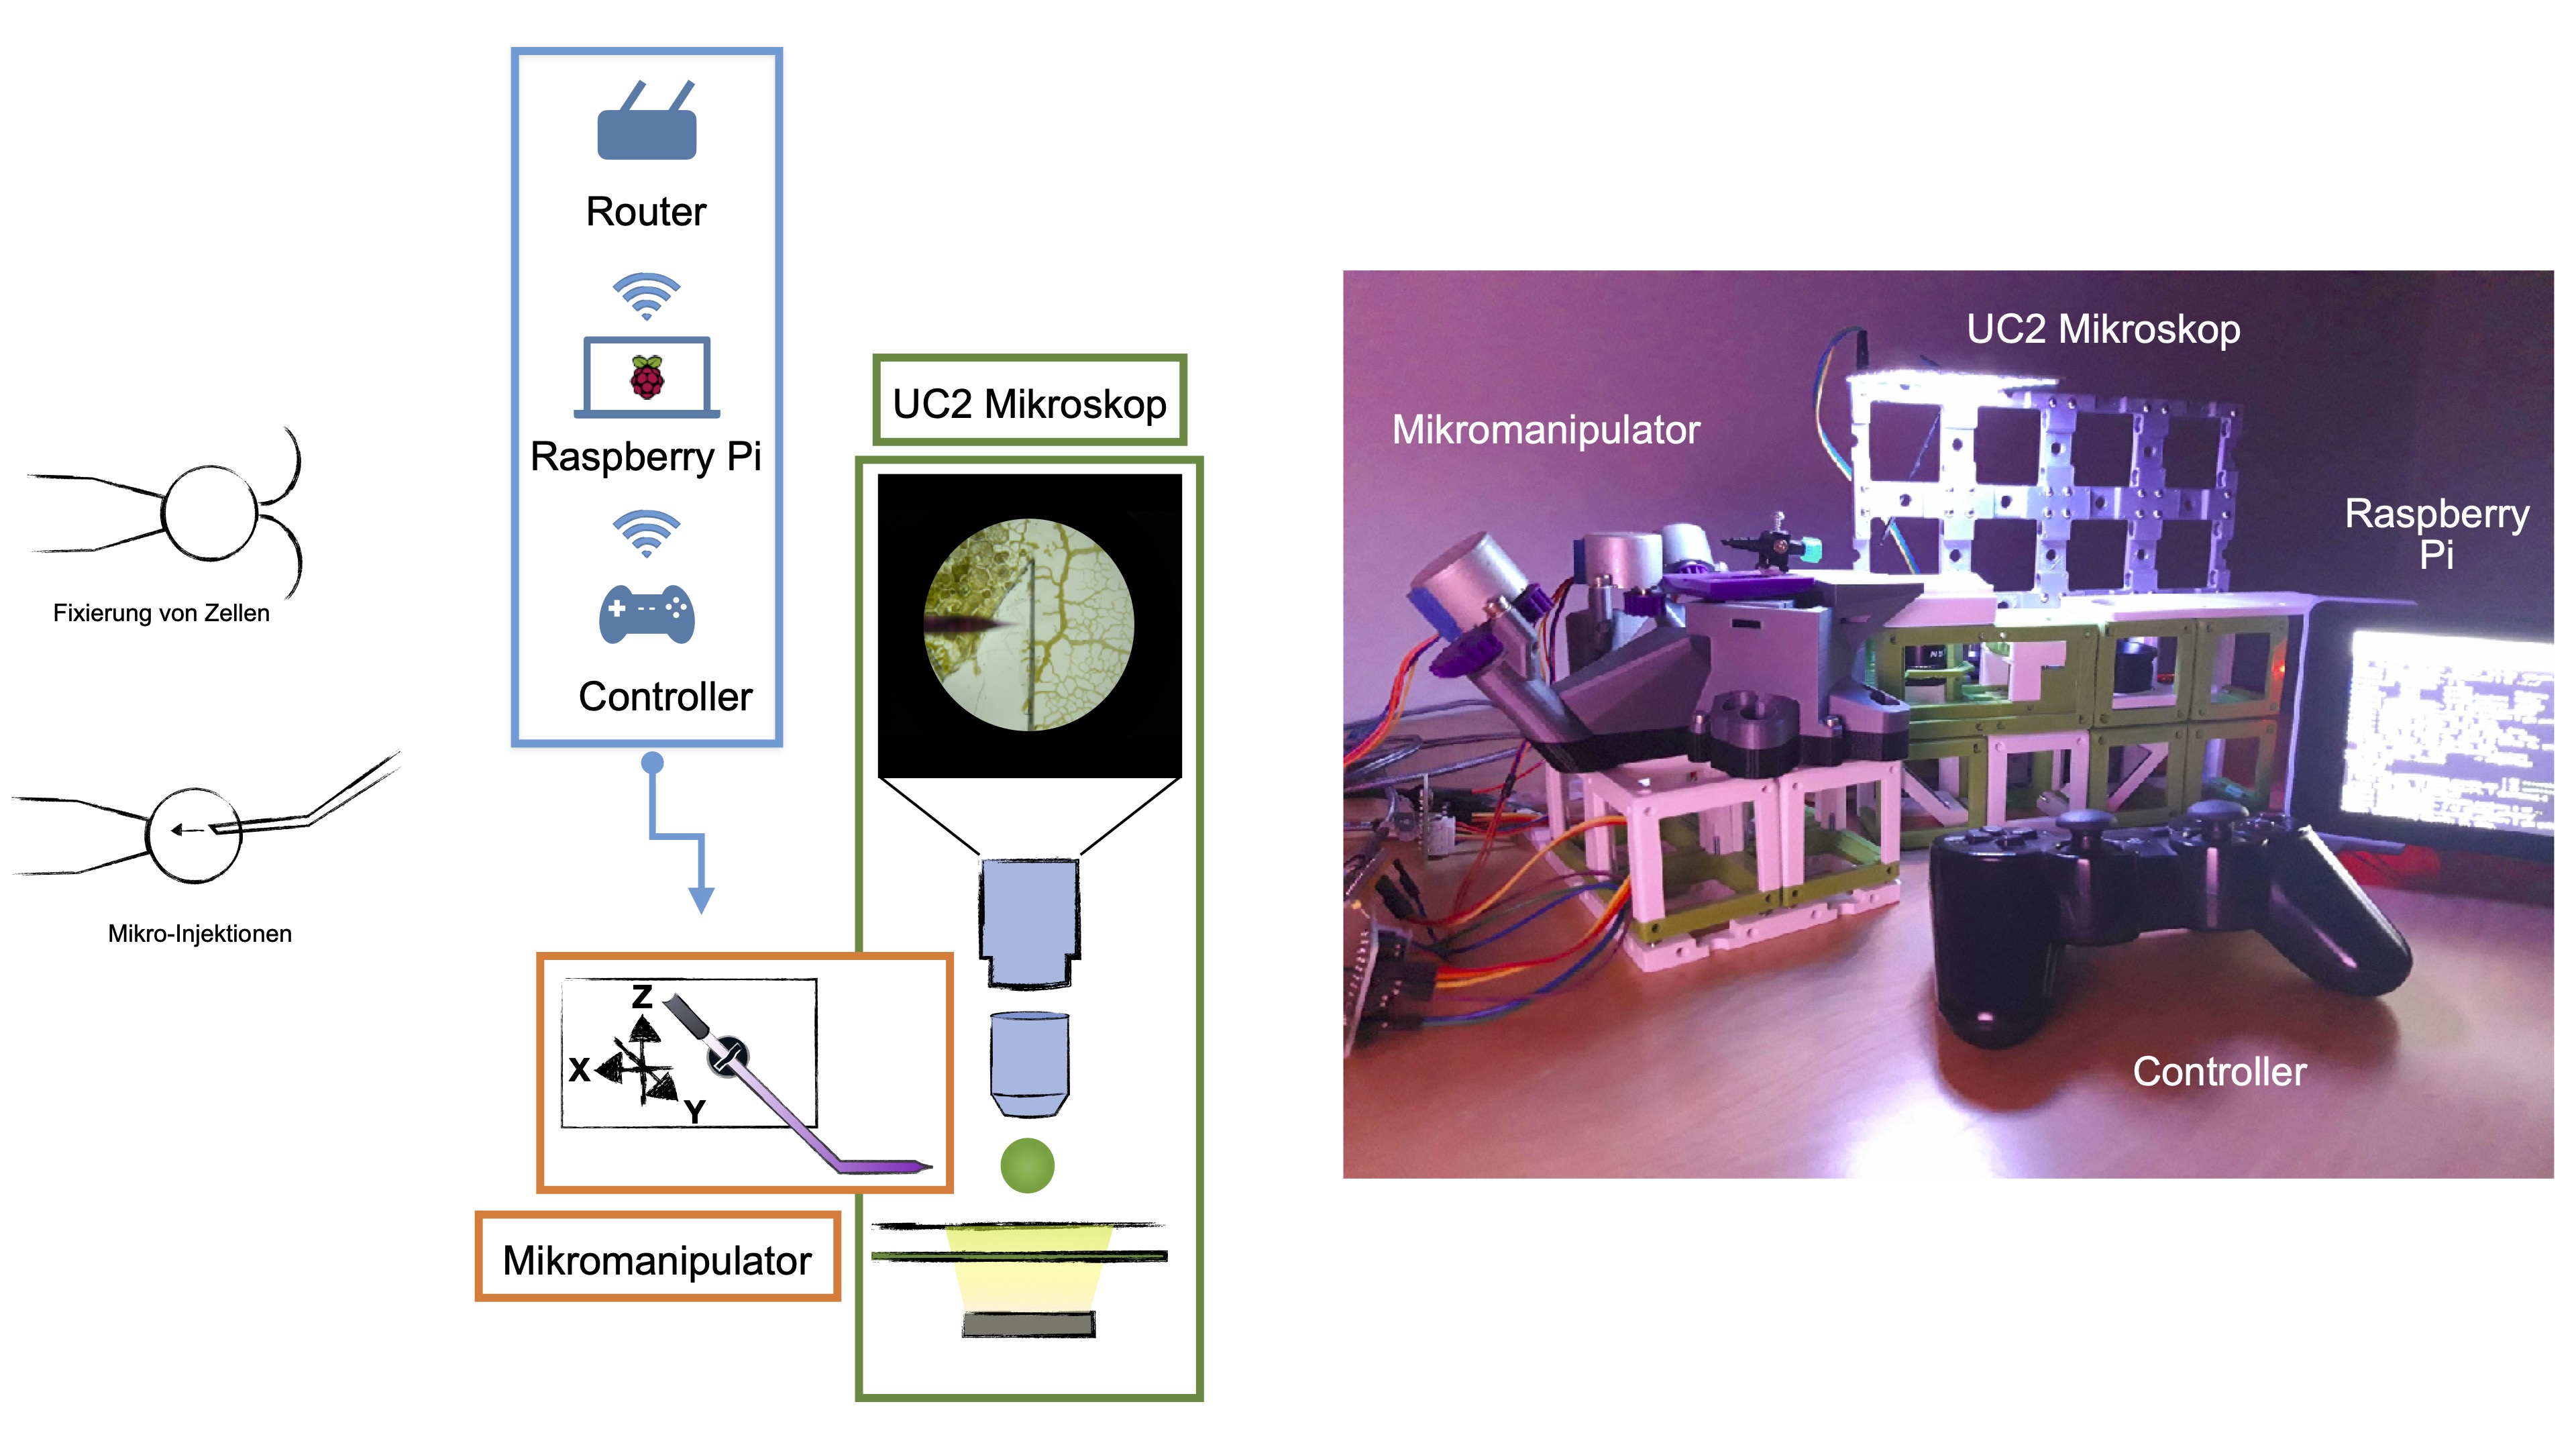 Fixierung von Zellen
Mikro-Injektionen
Router
Raspberry Pi
Controller
UC2 Mikroskop
Z
X
Y
Mikromanipulator
UC2 Mikroskop
Mikromanipulator
Raspberry
Pi
Controller